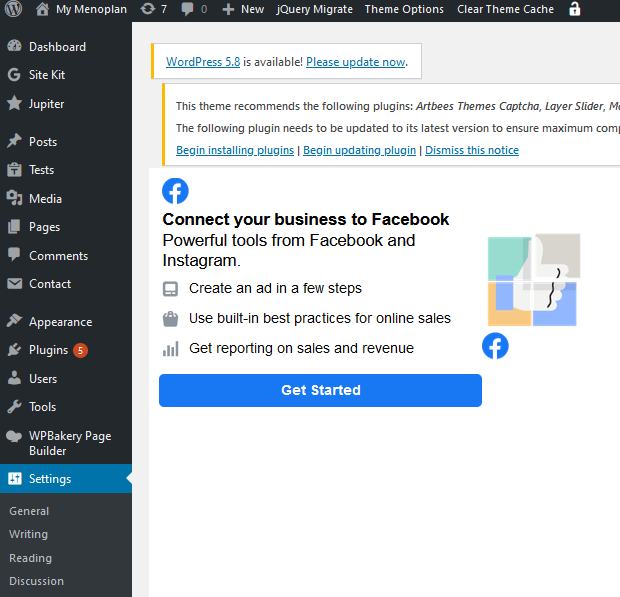 My Menoplan 7 0 New jQuery Migrate Theme Options Clear Theme Cache
Dashboard
Site Kit
Jupiter
Posts
Tests
Media
Pages
Comments
Contact
Appearance
Plugins 5
Users
Tools
WPBakery Page
Builder
Settings
General
Writing
Reading
Discussion
WordPress 5.8 is available! Please update now.
This theme recommends the following plugins: Artbees Themes Captcha, Layer Slider,
The following plugin needs to be updated to its latest version to ensure maximum
Begin installing plugins | Begin updating plugin | Dismiss this notice
Connect your business to Facebook
Powerful tools from Facebook and
Instagram.
Create an ad in a few steps
Use built-in best practices for online sales
Get reporting on sales and revenue
Get Started